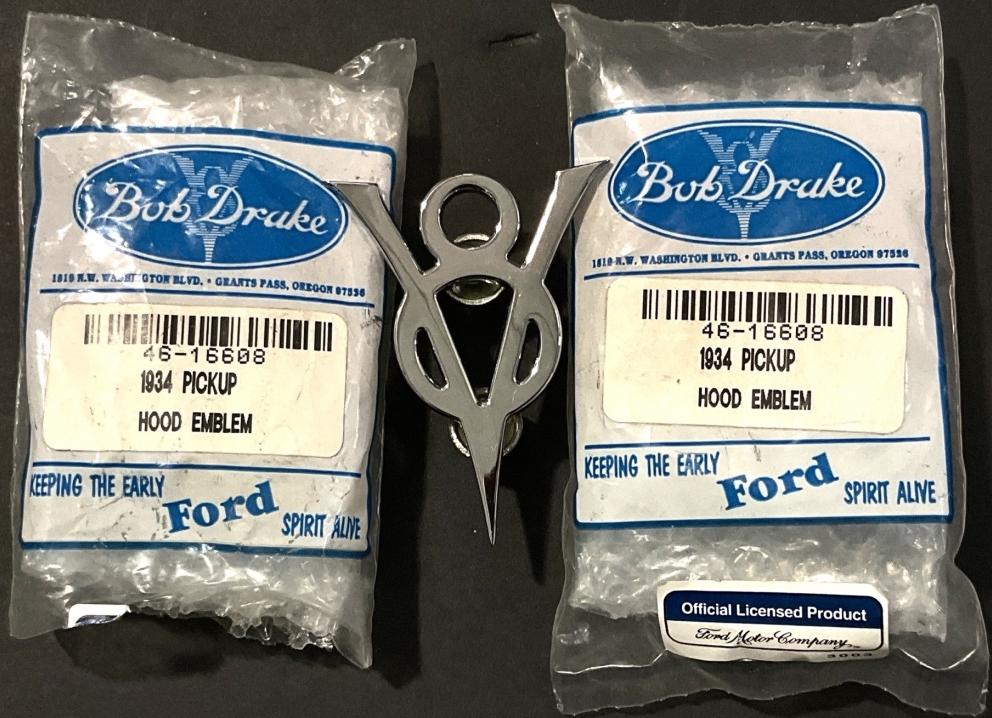 Bob Drake
1819 N.W. WASHINGTON BLVD. • GRANTS PASS, OREGON 97526
46-16608
1934 PICKUP
HOOD EMBLEM
KEEPING THE EARLY
Ford
SPIRIT ALIVE
V8
Bob Drake
1819 N.W. WASHINGTON BLVD. • GRANTS PASS, OREGON 97526
46-16608
1934 PICKUP
HOOD EMBLEM
KEEPING THE EARLY
Ford
SPIRIT ALIVE
Official Licensed Product
Ford Motor Company
3003